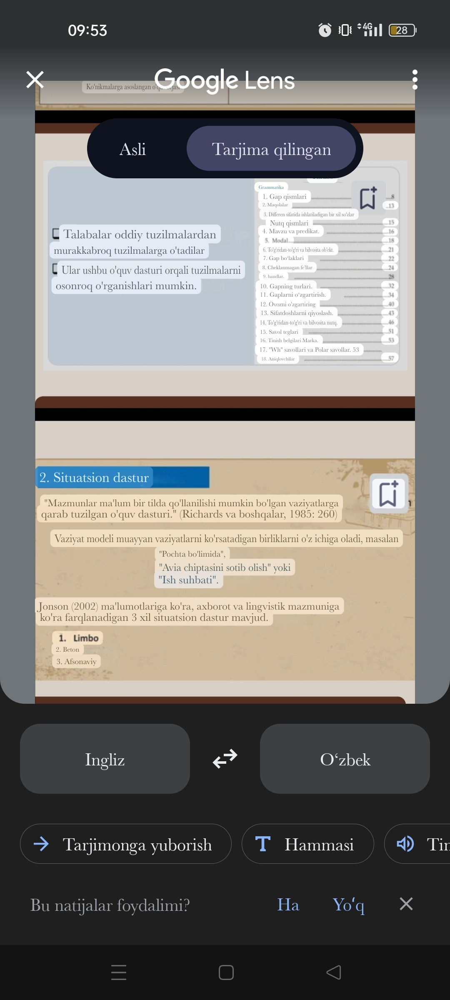 09:53
4G
28
Google Lens
Ko'nikmalarga asoslangan
Asli
Tarjima qilingan
Grammatika
1. Gap qismlari 8
2. Maqolalar 13
3. Differen sifatida ishlatiladigan bir xil so'zlar
Nutq qismlari 15
4. Mavzu va predikat. 16
5. Modal 18
6. To'g'ridan-to'g'ri va bilvosita ob'ekt. 21
7. Gap bo'laklari 22
8. Cheklanmagan fe'llar 24
9. bandlar. 28
10. Gapning turlari. 32
11. Gaplarni oʻzgartirish. 34
12. Ovozni o'zgartiring 40
13. Sifatdoshlarni qiyoslash. 43
14. To'g'ridan-to'g'ri va bilvosita nutq. 46
15. Savol teglari 51
16. Tinish belgilari Marka. 53
17. "Wh" savollari va Polar savollar. 53
18. Aniqlovchilar 57
Talabalar oddiy tuzilmalardan
murakkabroq tuzilmalarga o'tadilar
Ular ushbu o'quv dasturi orqali tuzilmalarni
osonroq o'rganishlari mumkin.
2. Situatsion dastur
"Mazmunlar ma'lum bir tilda qo'llanilishi mumkin bo'lgan vaziyatlarga
qarab tuzilgan o'quv dasturi." (Richards va boshqalar, 1985: 260)
Vaziyat modeli muayyan vaziyatlarni ko'rsatadigan birliklarni o'z ichiga oladi, masalan
"Pochta bo'limida",
"Avia chiptasini sotib olish" yoki
"Ish suhbati".
Jonson (2002) ma'lumotlariga ko'ra, axborot va lingvistik mazmuniga
ko'ra farqlanadigan 3 xil situatsion dastur mavjud.
1. Limbo
2. Beton
3. Afsonaviy
Ingliz
Oʻzbek
Tarjimonga yuborish
Hammasi
Bu natijalar foydalimi?
Ha
Yoʻq